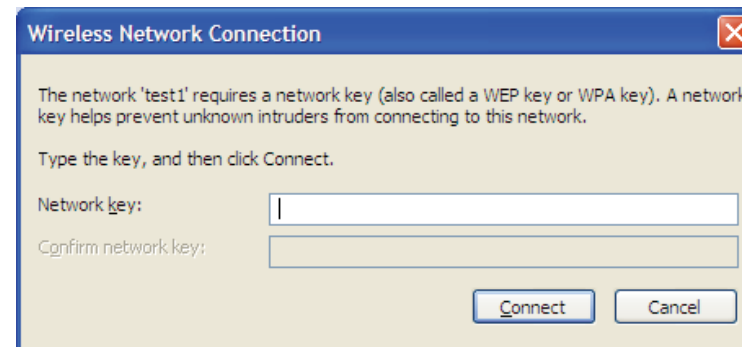 Wireless Network Connection
The network 'test1' requires a network key (also called a WEP key or WPA key). A network
key helps prevent unknown intruders from connecting to this network.
Type the key, and then click Connect.
Network key:
Confirm network key:
Connect Cancel